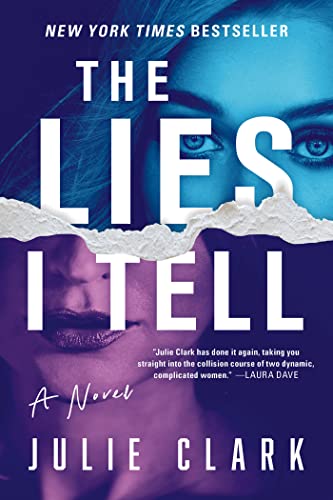 NEW YORK TIMES BESTSELLER
THE
LIES
I TELL
"Julie Clark has done it again, taking you
straight into the collision course of two dynamic,
complicated women." —LAURA DAVE
A Novel
JULIE CLARK